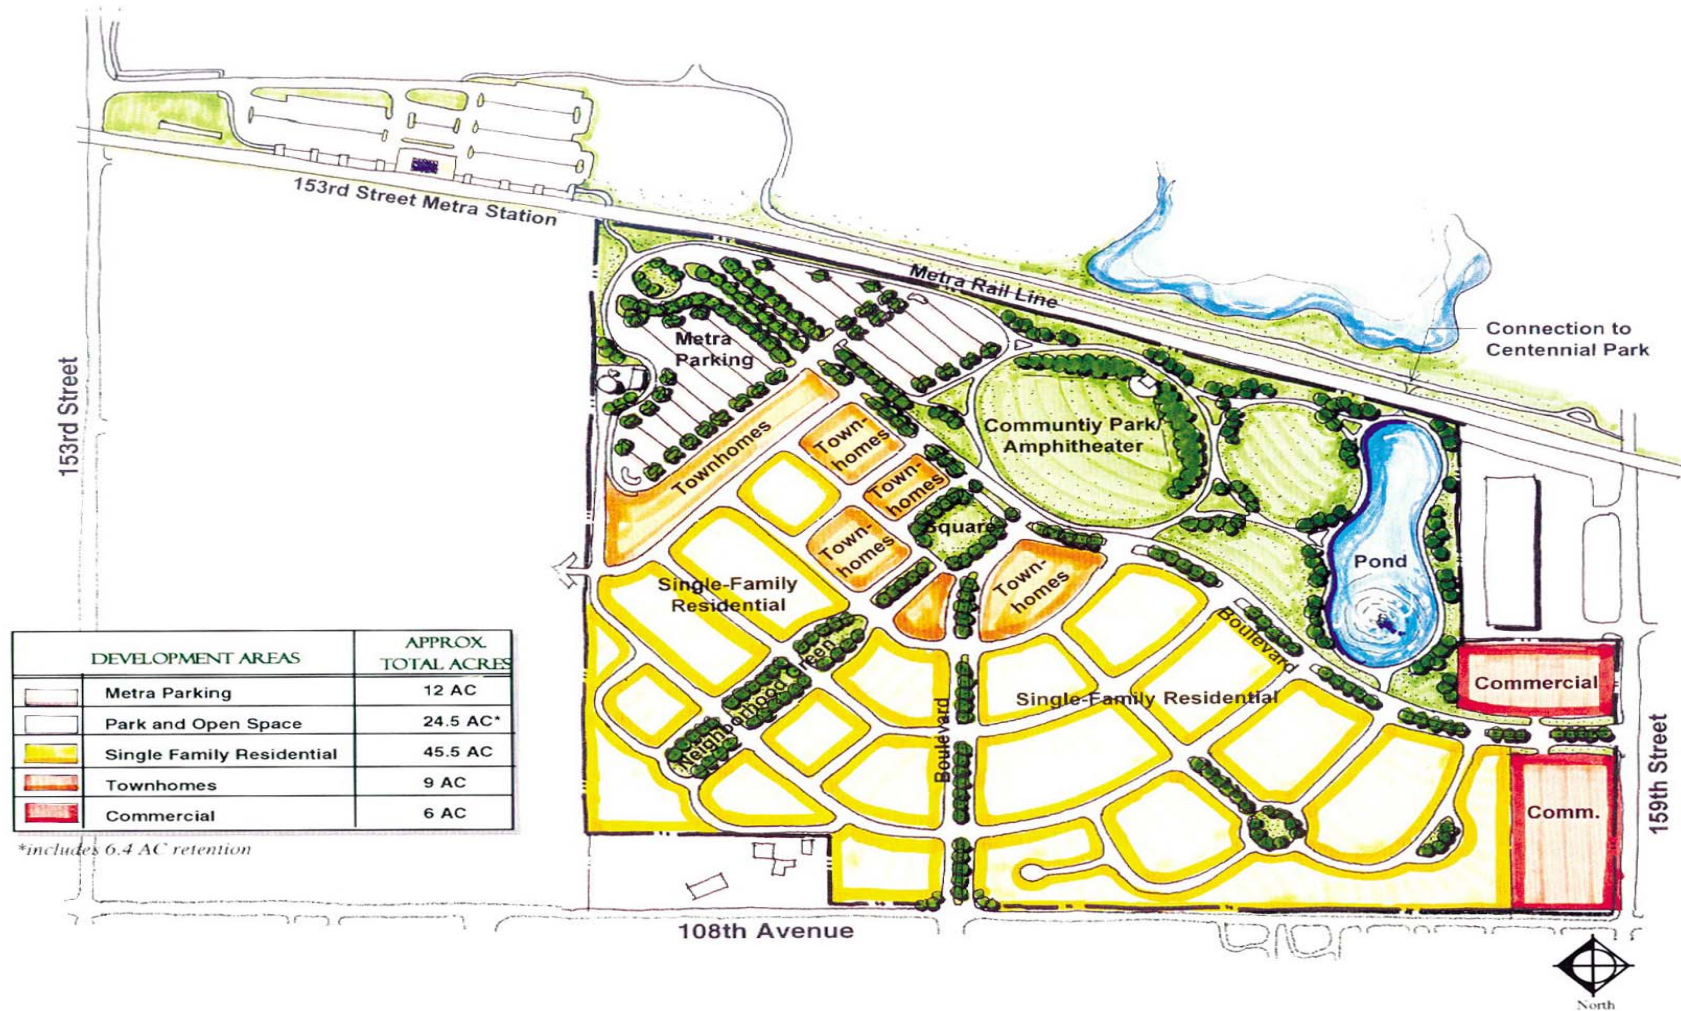 153rd Street Metra Station
Metra Rail Line
Connection to
Centennial Park
Metra
Parking
153rd Street
Communtiy Park/
Amphitheater
Townhomes
Town-
homes
Town-
homes
Square
Town-
homes
Town-
homes
Pond
Single-Family
Residential
Boulevard
Neighborhood Green
Single-Family Residential
Boulevard
Commercial
Comm.
159th Street
DEVELOPMENT AREAS
APPROX.
TOTAL ACRES
Metra Parking 12 AC
Park and Open Space 24.5 AC*
Single Family Residential 45.5 AC
Townhomes 9 AC
Commercial 6 AC
*includes 6.4 AC retention
108th Avenue
North